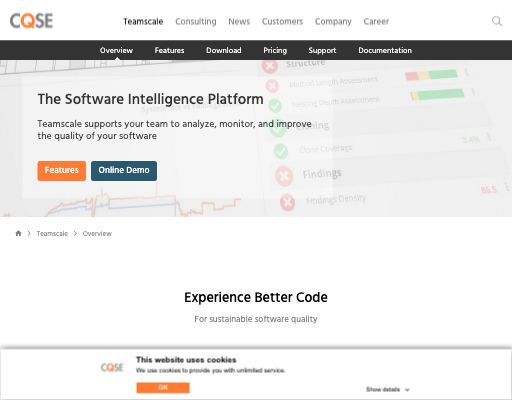 CQSE
Teamscale Consulting News Customers Company Career
Overview Features Download Pricing Support Documentation
Structure
Method Length Assessment
Nesting Depth Assessment
Cloning
Clone Coverage
3.4%
Findings
86.5
Findings Density
The Software Intelligence Platform
Teamscale supports your team to analyze, monitor, and improve
the quality of your software
Features Online Demo
Teamscale Overview
Experience Better Code
For sustainable software quality
CQSE
This website uses cookies
We use cookies to provide you with unlimited service.
OK
Show details